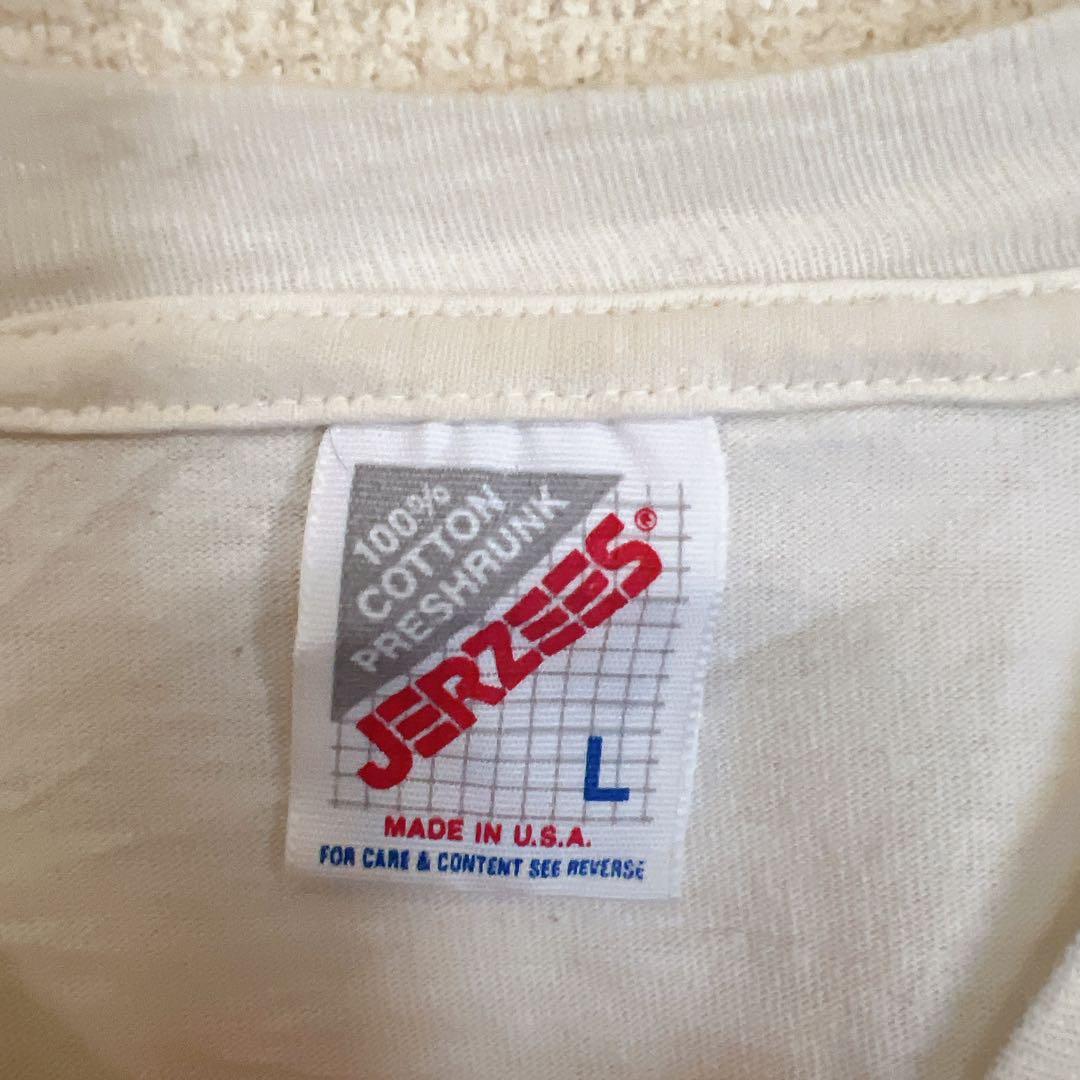 100%
COTTON
PRESHRUNK
JERZEES®
L
MADE IN U.S.A.
FOR CARE & CONTENT SEE REVERSE